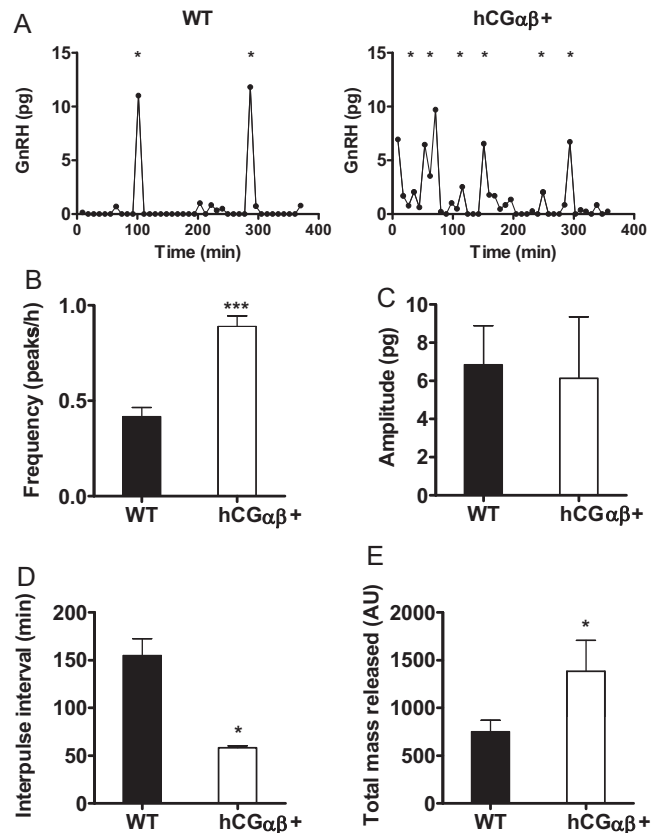 A
WT
hCGαβ+
GnRH (pg)
15
10
5
0
* *
0 100 200 300 400
Time (min)
GnRH (pg)
15
10
5
0
* * * * * *
0 100 200 300 400
Time (min)
B
Frequency (peaks/h)
1.0
0.5
0.0
***
WT hCGαβ+
C
Amplitude (pg)
10
8
6
4
2
0
WT hCGαβ+
D
Interpulse interval (min)
200
150
100
50
0
*
WT hCGαβ+
E
Total mass released (AU)
2000
1500
1000
500
0
*
WT hCGαβ+